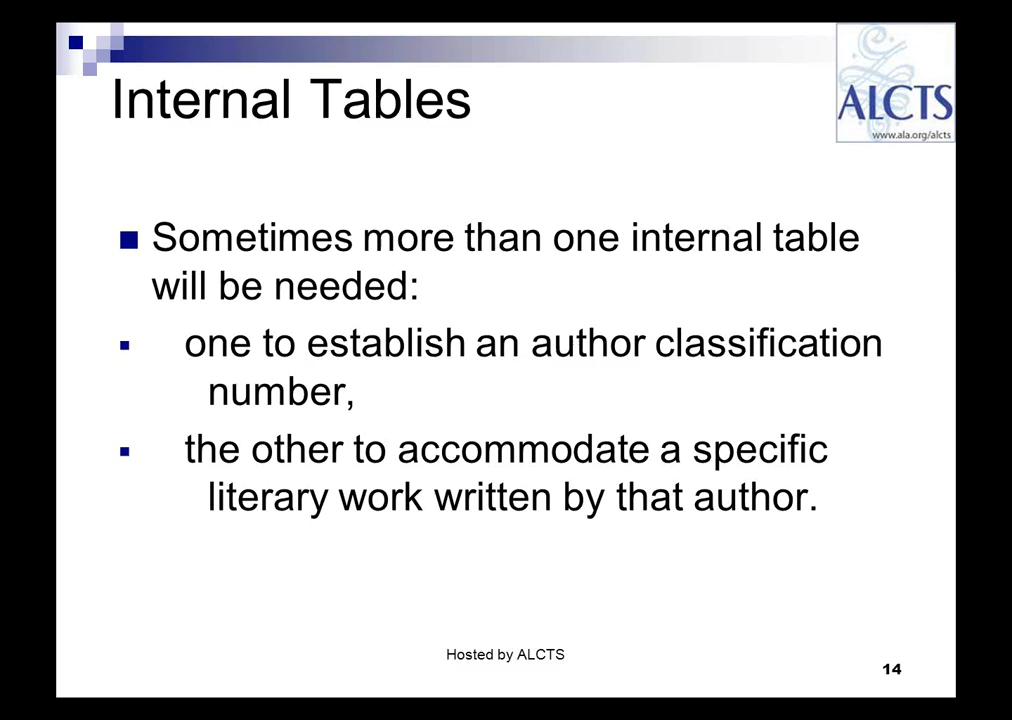 ALCTS
www.ala.org/alcts
Internal Tables
Sometimes more than one internal table
will be needed:
one to establish an author classification
number,
the other to accommodate a specific
literary work written by that author.
Hosted by ALCTS
14